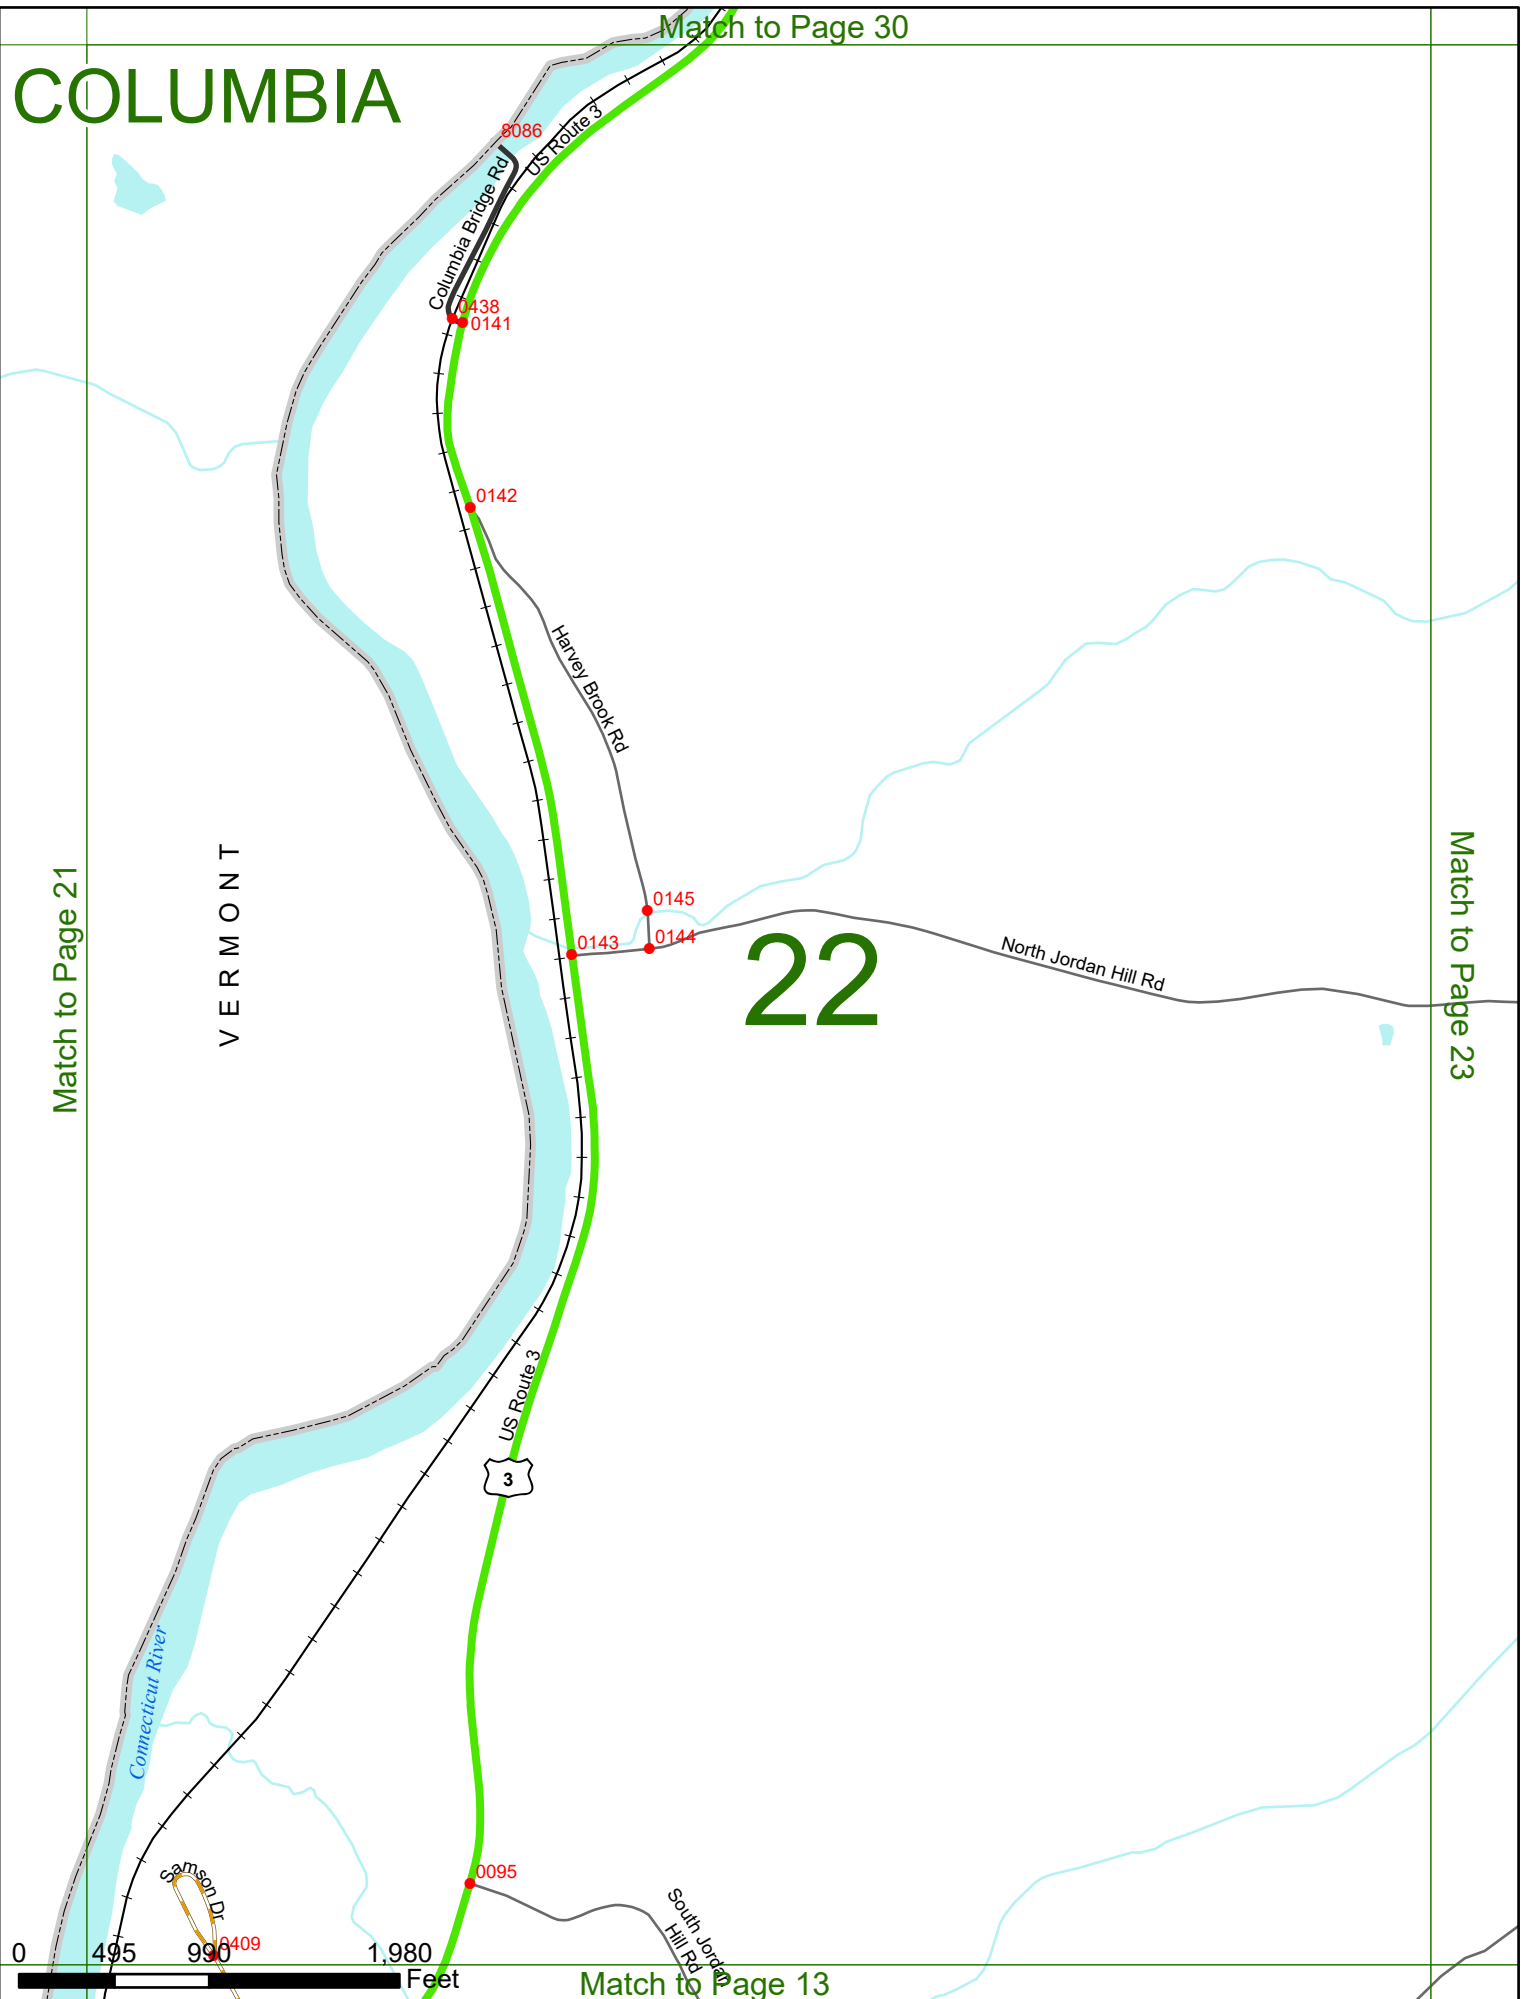 Match to Page 30
COLUMBIA
8086
US Route 3
Columbia Bridge Rd
0438
0141
0142
Harvey Brook Rd
Match to Page 21
VERMONT
0145
0143
0144
22
North Jordan Hill Rd
Match to Page 23
US Route 3
3
Connecticut River
Samson Dr
0095
South Jordan
Hill Rd
0409
0 495 990 1,980
Feet
Match to Page 13